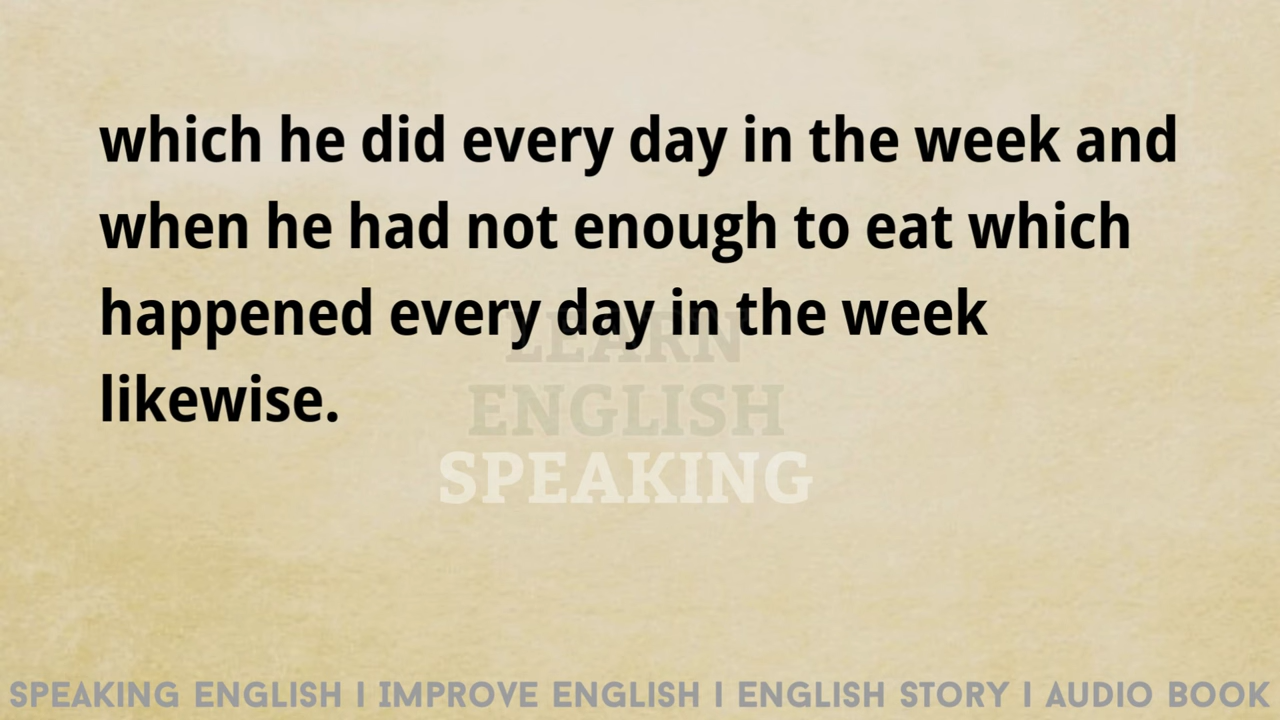 which he did every day in the week and
when he had not enough to eat which
happened every day in the week
likewise.
LEARN
ENGLISH
SPEAKING
SPEAKING ENGLISH | IMPROVE ENGLISH | ENGLISH STORY | AUDIO BOOK